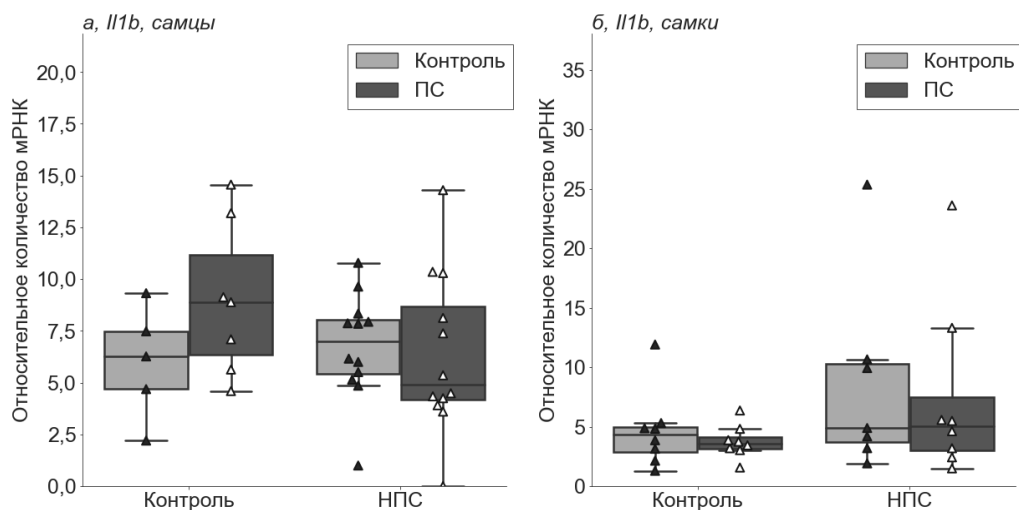 а, Il1b, самцы
Относительное количество мРНК
20,0
17,5
15,0
12,5
10,0
7,5
5,0
2,5
0,0
Контроль
ПС
Контроль
НПС
б, Il1b, самки
Относительное количество мРНК
35
30
25
20
15
10
5
0
Контроль
ПС
Контроль
НПС